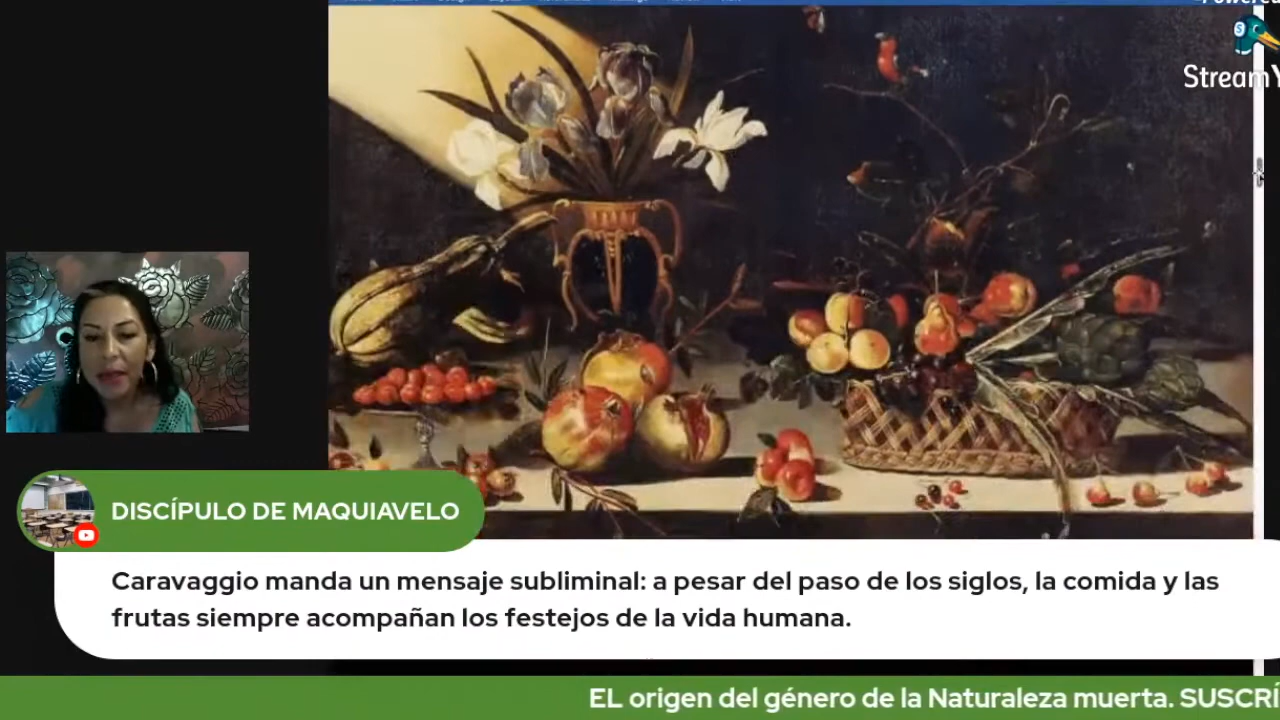 Powered
StreamY
DISCÍPULO DE MAQUIAVELO
Caravaggio manda un mensaje subliminal: a pesar del paso de los siglos, la comida y las
frutas siempre acompañan los festejos de la vida humana.
EL origen del género de la Naturaleza muerta. SUSCRÍ